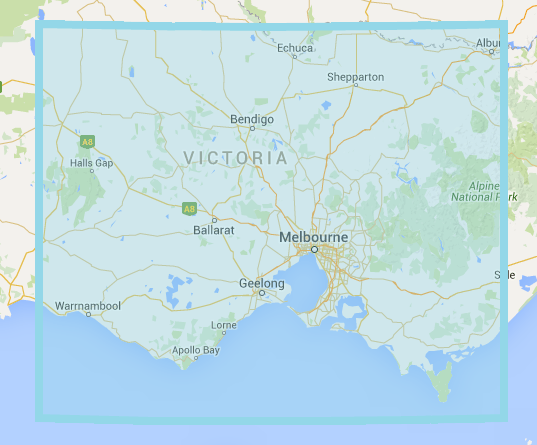 Echuca
Albur
Shepparton
Bendigo
A8
VICTORIA
Halls Gap
Alpine
National Park
A8
Ballarat
Melbourne
Sale
Geelong
Warrnambool
Lorne
Apollo Bay